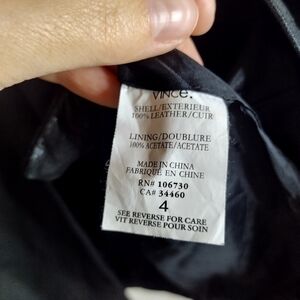 VINCE.
SHELL/EXTERIEUR
100% LEATHER/CUIR
LINING/DOUBLURE
100% ACETATE/ACETATE
MADE IN CHINA
FABRIQUÉ EN CHINE
RN# 106730
CA# 34460
4
SEE REVERSE FOR CARE
VIT REVERSE POUR SOIN